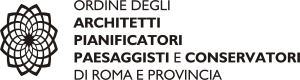 ORDINE DEGLI
ARCHITETTI
PIANIFICATORI
PAESAGGISTI E CONSERVATORI
DI ROMA E PROVINCIA